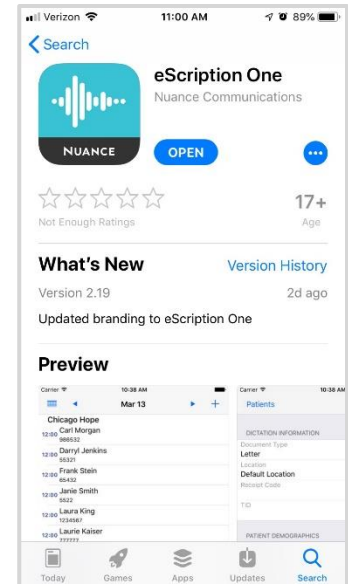 Verizon 11:00 AM 89%
Search
eScription One
Nuance Communications
NUANCE
OPEN
17+
Not Enough Ratings
Age
What's New
Version History
Version 2.19
2d ago
Updated branding to eScription One
Preview
Carrier 10:38 AM
Mar 13 +
Chicago Hope
12:00 Carl Morgan
986532
12:00 Darryl Jenkins
55321
12:00 Frank Stein
65432
12:00 Janie Smith
5522
12:00 Laura King
1234567
12:00 Laurie Kaiser
777777
Carrier 10:38 AM
Patients
DICTATION INFORMATION
Document Type
Letter
Location
Default Location
Receipt Code
TID
PATIENT DEMOGRAPHICS
Today Games Apps Updates Search